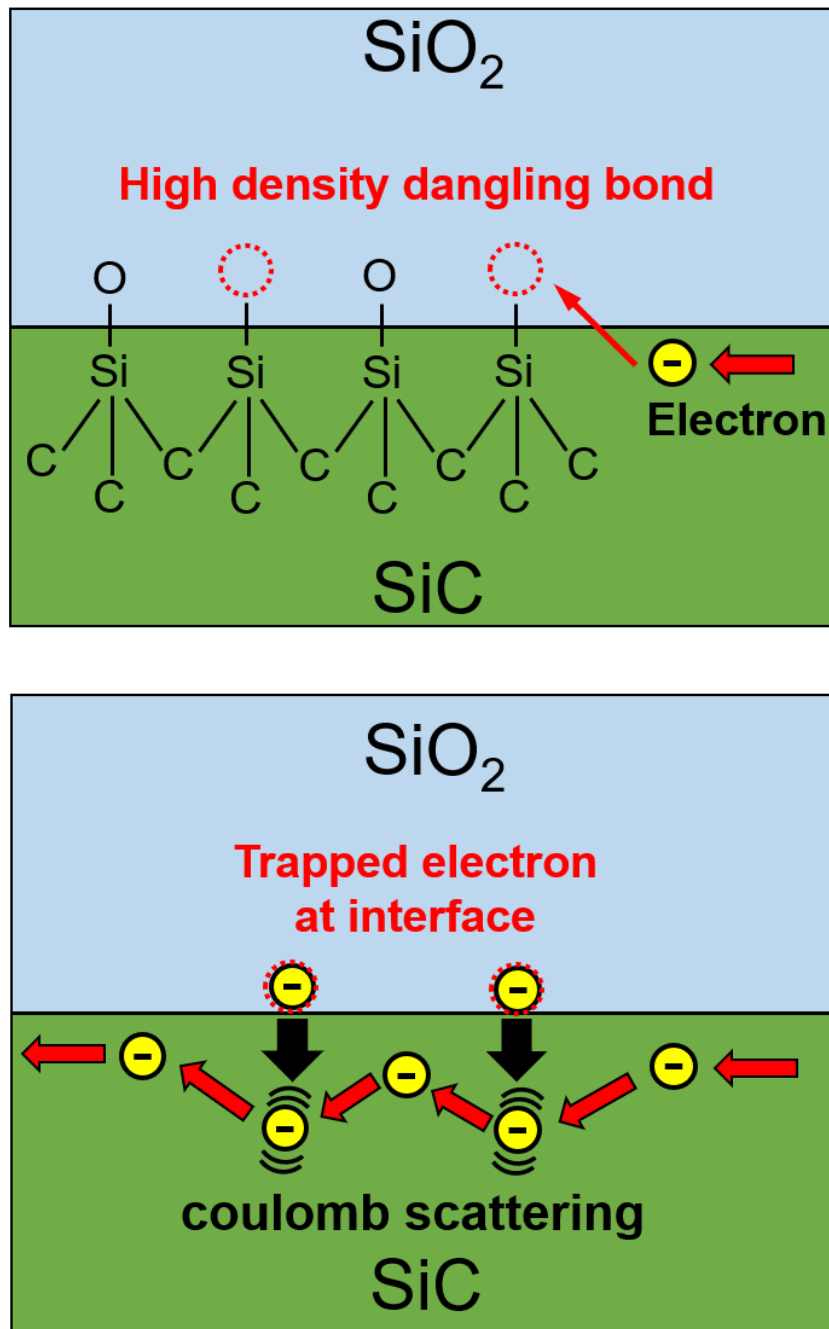 SiO₂
High density dangling bond
O O
Si Si Si Si
-
Electron
C C C C C
C C C C
SiC
SiO₂
Trapped electron
at interface
- -
- - -
- -
coulomb scattering
SiC